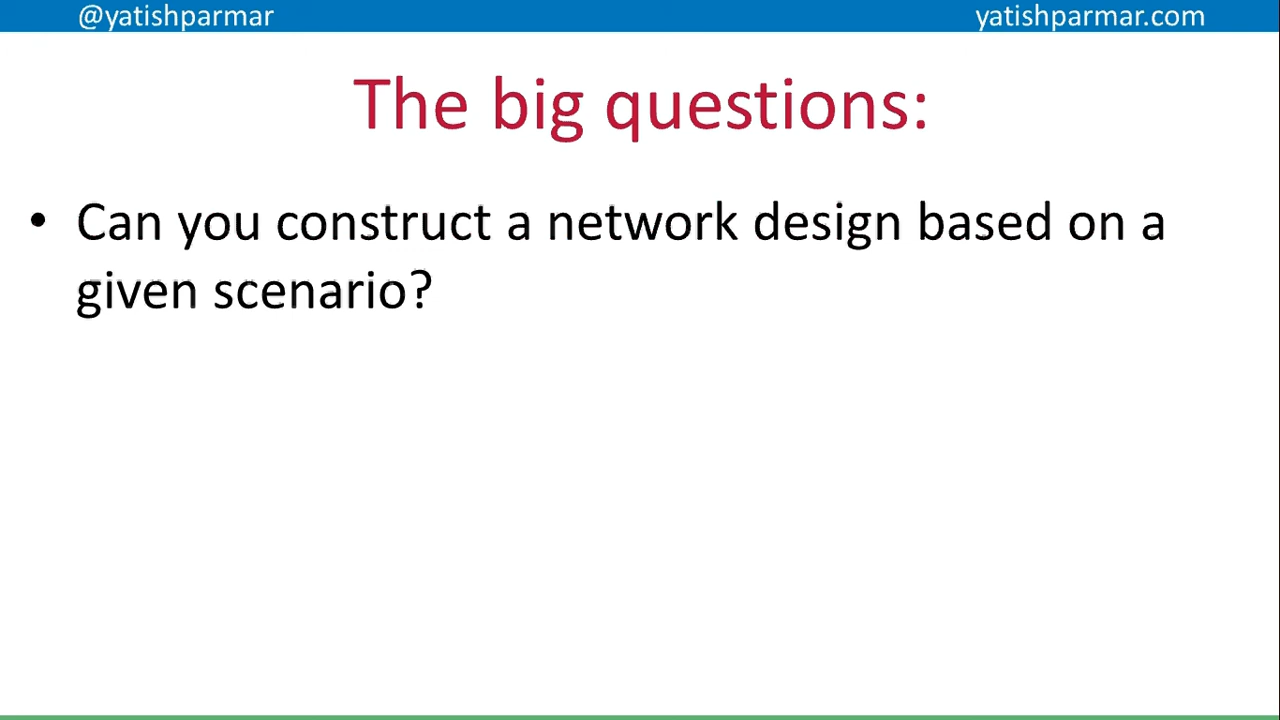 @yatishparmar yatishparmar.com
The big questions:
• Can you construct a network design based on a
given scenario?